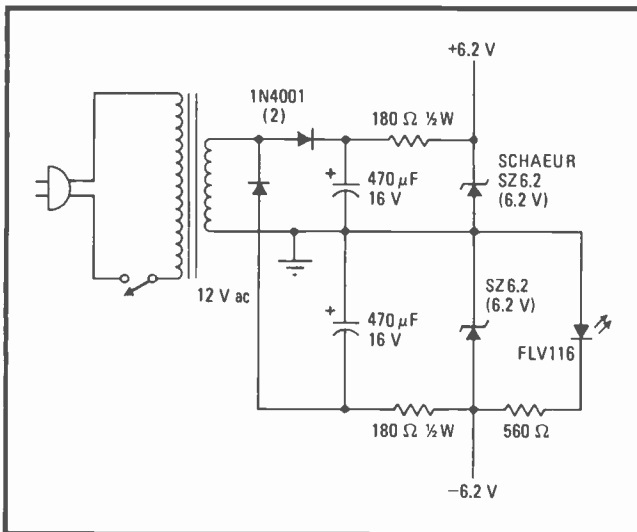 +6.2 V
1N4001
(2)
180 Ω ½W
+
470 μF
16 V
SCHAEUR
SZ6.2
(6.2 V)
12 V ac
+
470 μF
16 V
SZ6.2
(6.2 V)
FLV116
180 Ω ½W
560 Ω
−6.2 V